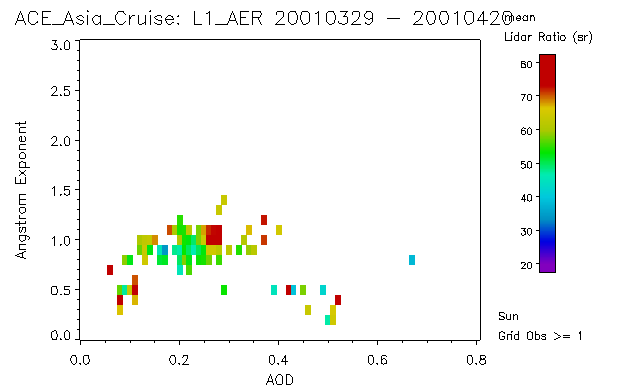 ACE_Asia_Cruise: L1_AER 20010329 - 20010420
mean
Lidar Ratio (sr)
3.0
2.5
2.0
1.5
1.0
0.5
0.0
Angstrom Exponent
0.0 0.2 0.4 0.6 0.8
AOD
80
70
60
50
40
30
20
Sun
Grid Obs >= 1